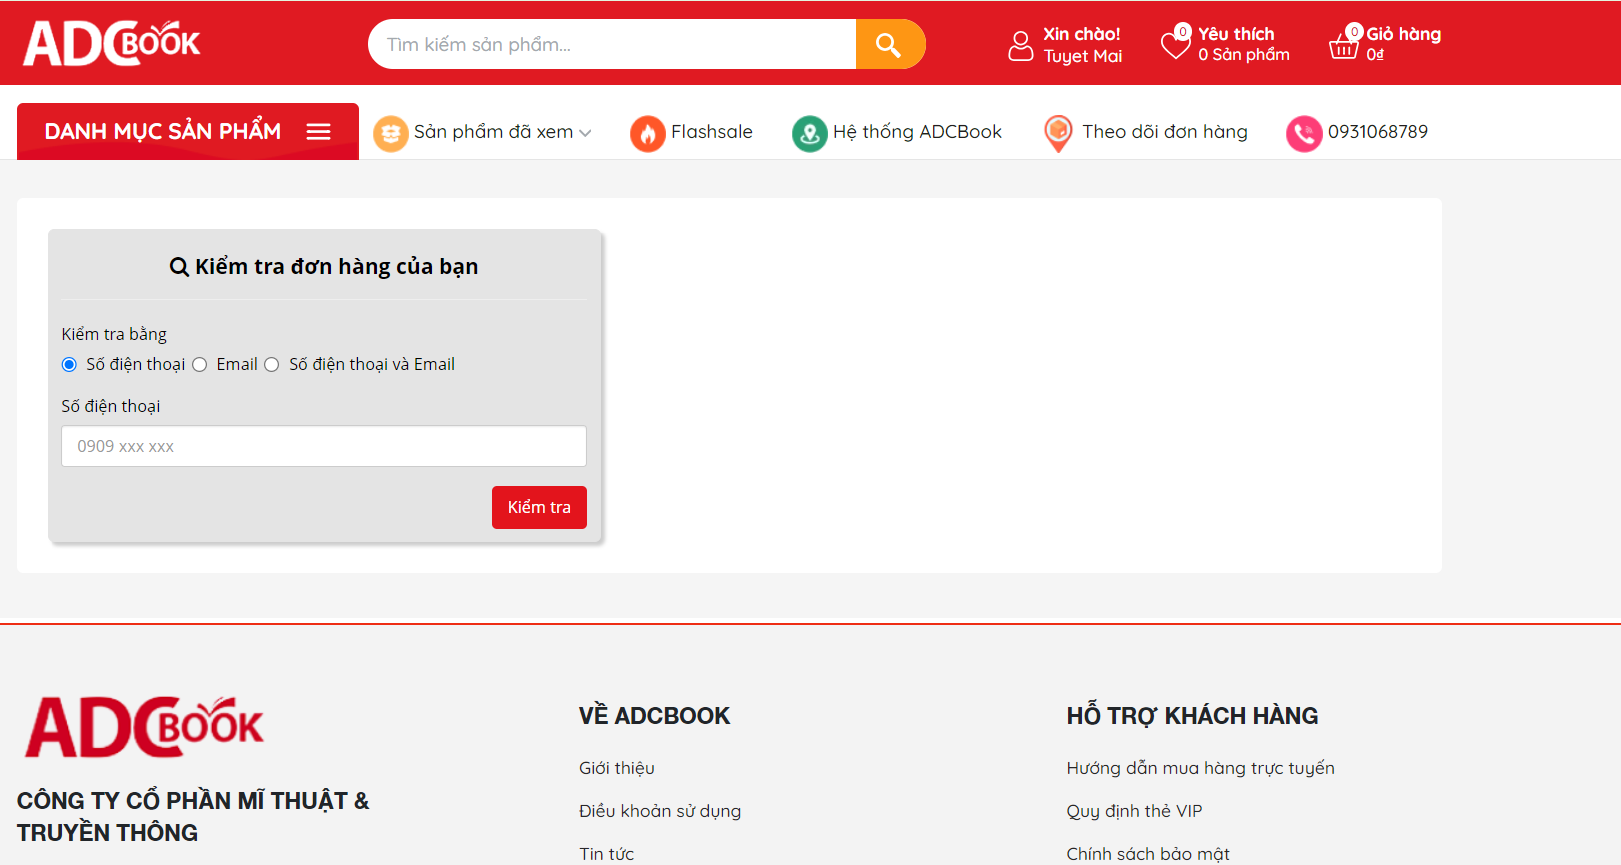 ADCBOOK
Tìm kiếm sản phẩm...
Xin chào!
Tuyet Mai
0
Yêu thích
0 Sản phẩm
0
Giỏ hàng
0₫
DANH MỤC SẢN PHẨM
Sản phẩm đã xem
Flashsale
Hệ thống ADCBook
Theo dõi đơn hàng
0931068789
Kiểm tra đơn hàng của bạn
Kiểm tra bằng
Số điện thoại Email Số điện thoại và Email
Số điện thoại
0909 xxx xxx
Kiểm tra
ADCBOOK
CÔNG TY CỔ PHẦN MĨ THUẬT &
TRUYỀN THÔNG
VỀ ADCBOOK
Giới thiệu
Điều khoản sử dụng
Tin tức
HỖ TRỢ KHÁCH HÀNG
Hướng dẫn mua hàng trực tuyến
Quy định thẻ VIP
Chính sách bảo mật